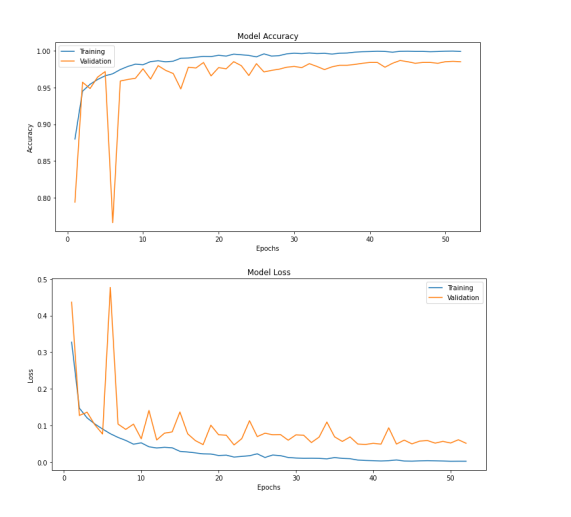 Model Accuracy
1.00
0.95
0.90
0.85
0.80
Accuracy
Training
Validation
0
10
20
30
40
50
Epochs
Model Loss
0.5
0.4
0.3
0.2
0.1
0.0
Loss
Training
Validation
0
10
20
30
40
50
Epochs